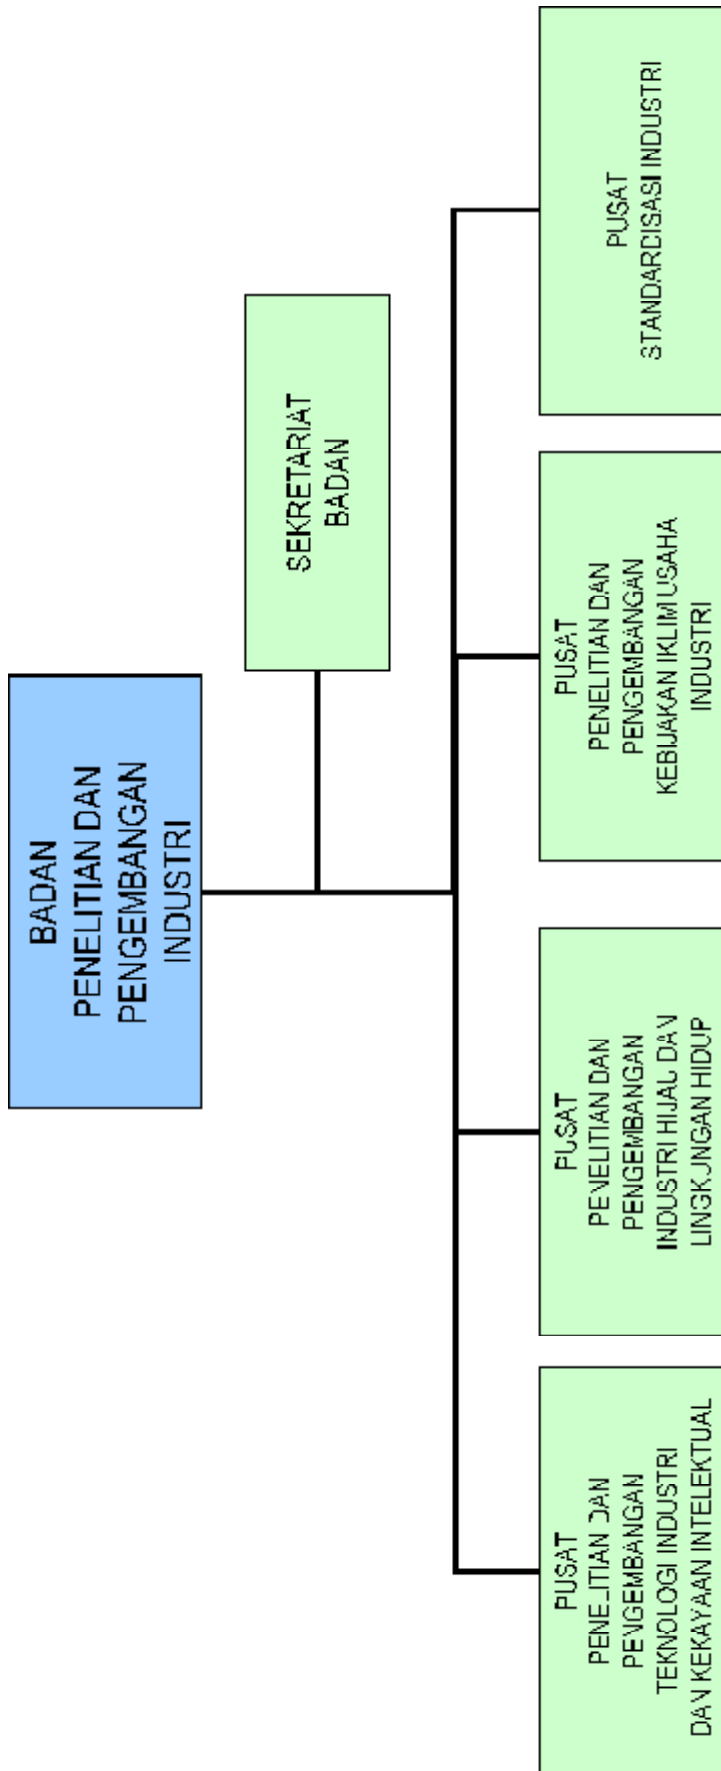 BADAN
PENELITIAN DAN
PENGEMBANGAN
INDUSTRI
SEKRETARIAT
BADAN
PUSAT
PENELITIAN DAN
PENGEMBANGAN
TEKNOLOGI INDUSTRI
DAN KEKAYAAN INTELEKTUAL
PUSAT
PENELITIAN DAN
PENGEMBANGAN
INDUSTRI HIJAU DAN
LINGKUNGAN HIDUP
PUSAT
PENELITIAN DAN
PENGEMBANGAN
KEBIJAKAN IKLIM USAHA
INDUSTRI
PUSAT
STANDARDISASI INDUSTRI